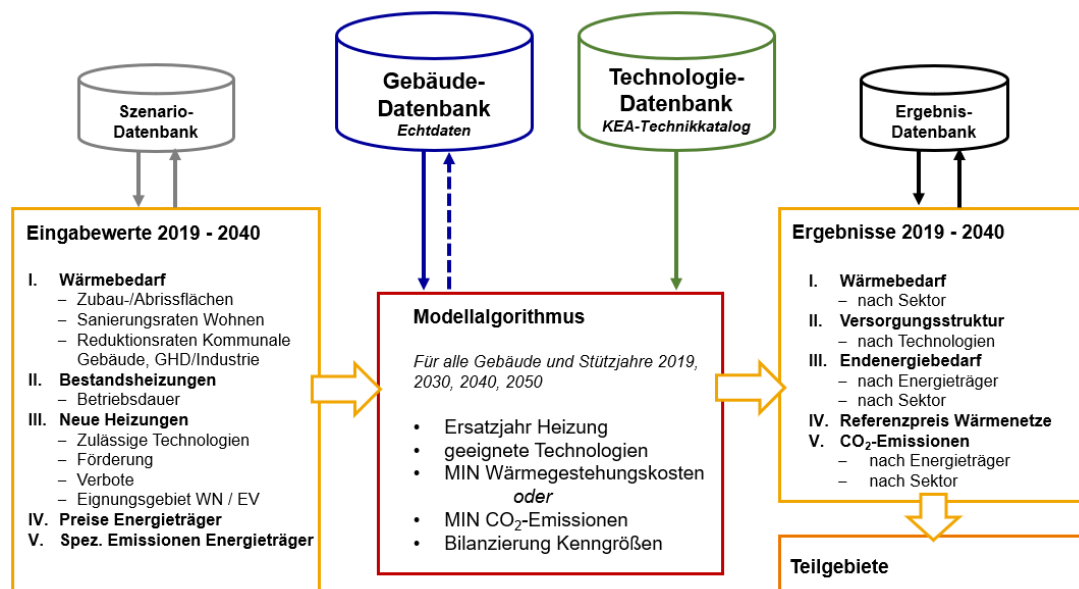 Szenario-
Datenbank
Gebäude-
Datenbank
Echtdaten
Technologie-
Datenbank
KEA-Technikkatalog
Ergebnis-
Datenbank
Eingabewerte 2019 - 2040
I. Wärmebedarf
– Zubau-/Abrissflächen
– Sanierungsraten Wohnen
– Reduktionsraten Kommunale
Gebäude, GHD/Industrie
II. Bestandsheizungen
– Betriebsdauer
III. Neue Heizungen
– Zulässige Technologien
– Förderung
– Verbote
– Eignungsgebiet WN / EV
IV. Preise Energieträger
V. Spez. Emissionen Energieträger
Modellalgorithmus
Für alle Gebäude und Stützjahre 2019,
2030, 2040, 2050
• Ersatzjahr Heizung
• geeignete Technologien
• MIN Wärmegestehungskosten
oder
• MIN CO₂-Emissionen
• Bilanzierung Kenngrößen
Ergebnisse 2019 - 2040
I. Wärmebedarf
– nach Sektor
II. Versorgungsstruktur
– nach Technologien
III. Endenergiebedarf
– nach Energieträger
– nach Sektor
IV. Referenzpreis Wärmenetze
V. CO₂-Emissionen
– nach Energieträger
– nach Sektor
Teilgebiete